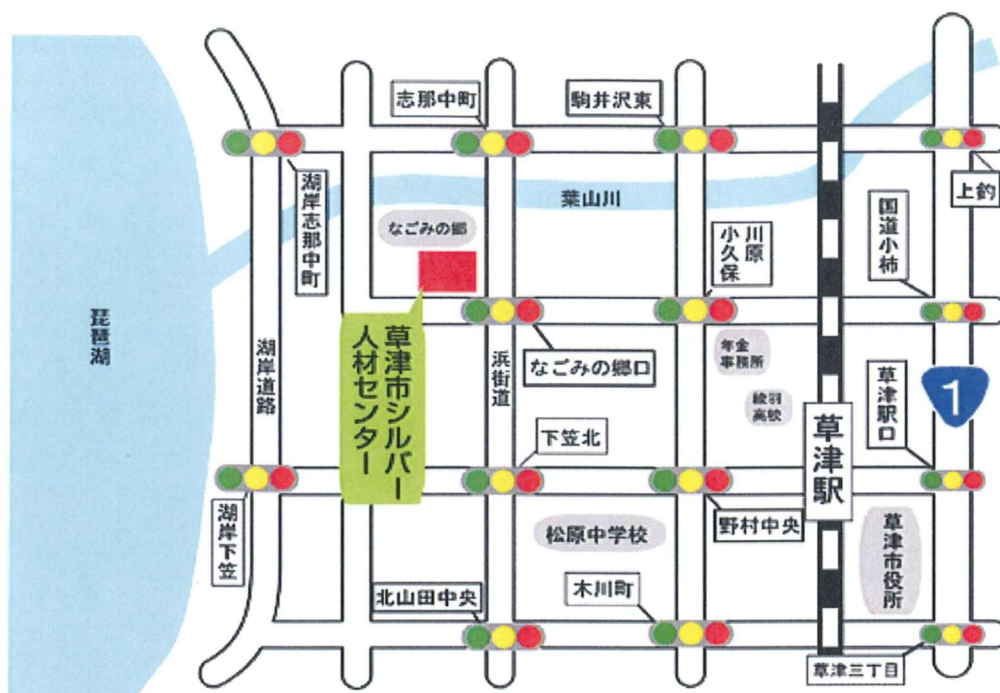 志那中町
駒井沢東
上鈎
湖岸志那中町
葉山川
なごみの郷
川原
小久保
国道小柿
琵琶湖
湖岸道路
草津市シルバー
人材センター
浜街道
なごみの郷口
年金
事務所
綾羽
高校
草津駅口
1
草津駅
下笠北
湖岸下笠
松原中学校
野村中央
草津市役所
北山田中央
木川町
草津三丁目